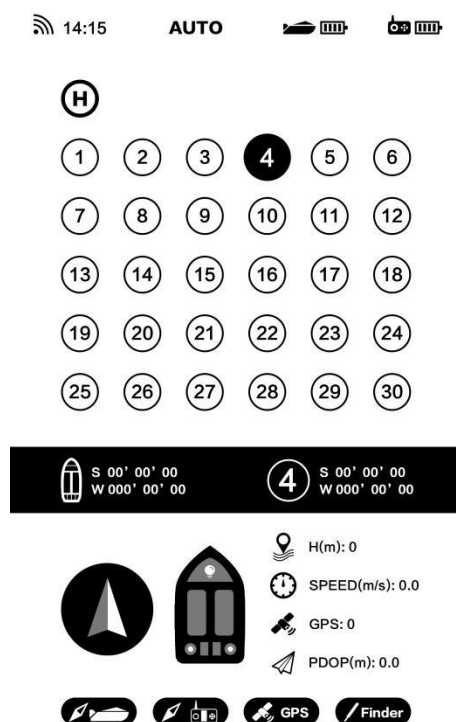 14:15 AUTO
H
1 2 3 4 5 6
7 8 9 10 11 12
13 14 15 16 17 18
19 20 21 22 23 24
25 26 27 28 29 30
S 00’ 00’ 00 4 S 00’ 00’ 00
W 000’ 00’ 00 W 000’ 00’ 00
H(m): 0
SPEED(m/s): 0.0
GPS: 0
PDOP(m): 0.0
GPS Finder